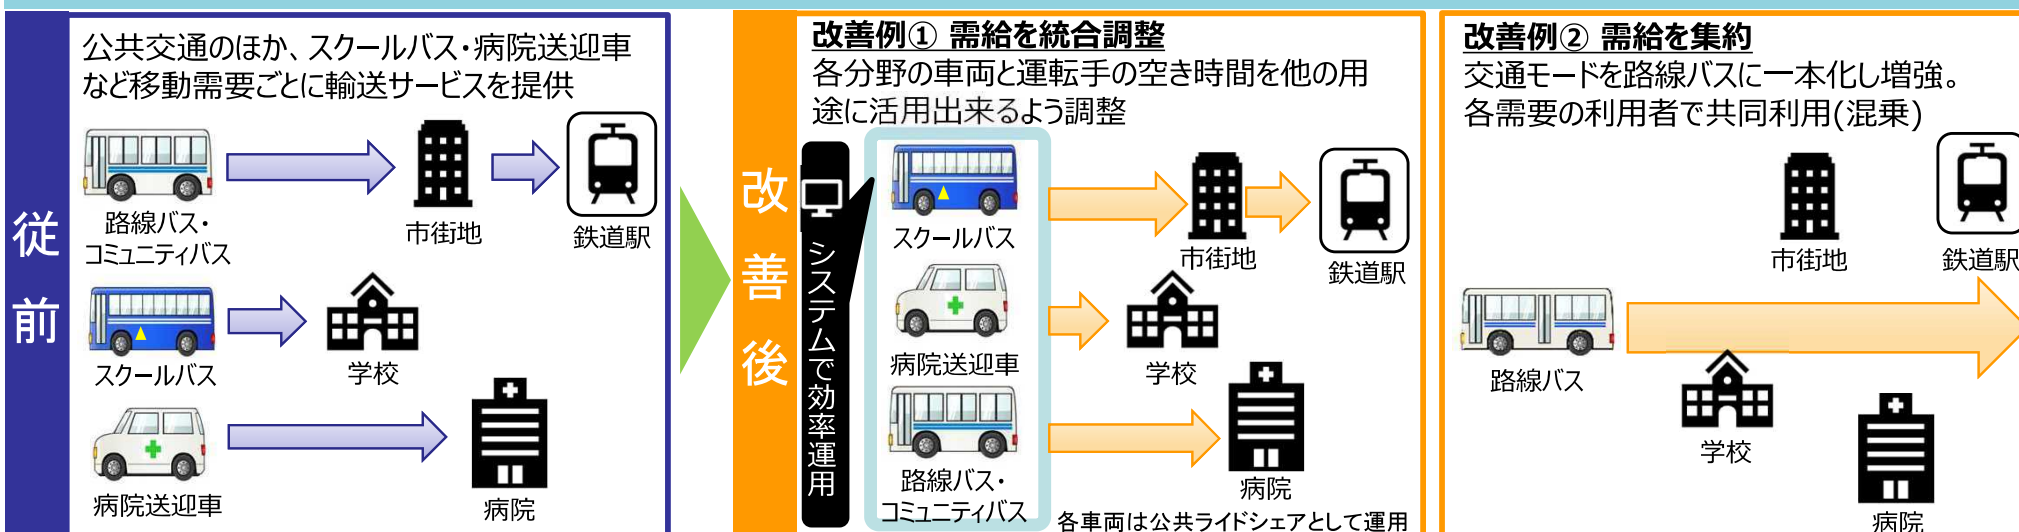 従前
公共交通のほか、スクールバス・病院送迎車
など移動需要ごとに輸送サービスを提供
路線バス・
コミュニティバス
市街地
鉄道駅
スクールバス
学校
病院送迎車
病院
改善後
改善例① 需給を統合調整
各分野の車両と運転手の空き時間を他の用
途に活用出来るよう調整
システムで効率運用
スクールバス
市街地
鉄道駅
病院送迎車
学校
路線バス・
コミュニティバス
病院
各車両は公共ライドシェアとして運用
改善例② 需給を集約
交通モードを路線バスに一本化し増強。
各需要の利用者で共同利用(混乗)
市街地
鉄道駅
路線バス
学校
病院